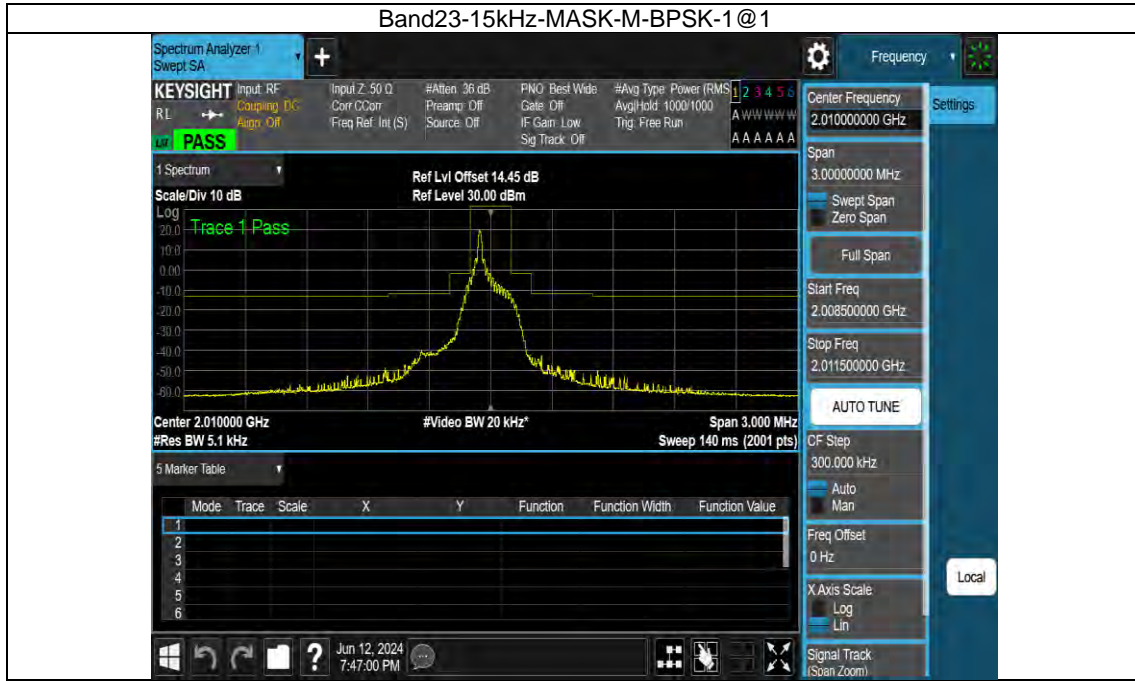 Band23-15kHz-MASK-M-BPSK-1@1
Spectrum Analyzer 1
Swept SA
+
Frequency
KEYSIGHT
RL
PASS
Input: RF
Coupling: DC
Align: Off
Input Z: 50 Ω
Corr CCorr
Freq Ref: Int (S)
#Atten: 36 dB
Preamp: Off
Source: Off
PNO: Best Wide
Gate: Off
IF Gain: Low
Sig Track: Off
#Avg Type: Power (RMS
Avg|Hold: 1000/1000
Trig: Free Run
1 2 3 4 5 6
A W W W W W
A A A A A A
Center Frequency
2.010000000 GHz
Settings
Span
3.00000000 MHz
Swept Span
Zero Span
Full Span
Start Freq
2.008500000 GHz
Stop Freq
2.011500000 GHz
AUTO TUNE
CF Step
300.000 kHz
Auto
Man
Freq Offset
0 Hz
X Axis Scale
Log
Lin
Signal Track
(Span Zoom)
Local
1 Spectrum
Scale/Div 10 dB
Ref Lvl Offset 14.45 dB
Ref Level 30.00 dBm
Log
Trace 1 Pass
20.0
10.0
0.00
-10.0
-20.0
-30.0
-40.0
-50.0
-60.0
Center 2.010000 GHz
#Res BW 5.1 kHz
#Video BW 20 kHz*
Span 3.000 MHz
Sweep 140 ms (2001 pts)
5 Marker Table
Mode Trace Scale X Y Function Function Width Function Value
1
2
3
4
5
6
?
Jun 12, 2024
7:47:00 PM